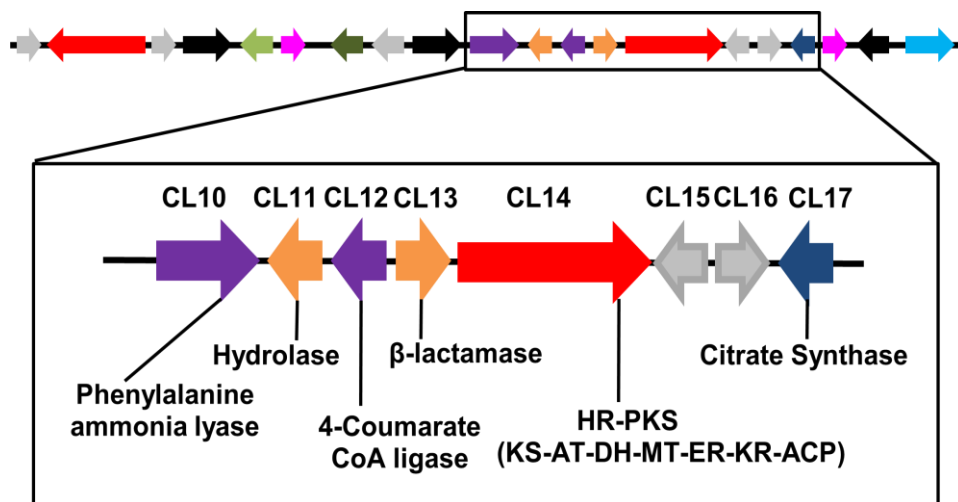 CL10 CL11 CL12 CL13 CL14 CL15 CL16 CL17
Hydrolase
β-lactamase
Citrate Synthase
Phenylalanine
ammonia lyase
4-Coumarate
CoA ligase
HR-PKS
(KS-AT-DH-MT-ER-KR-ACP)